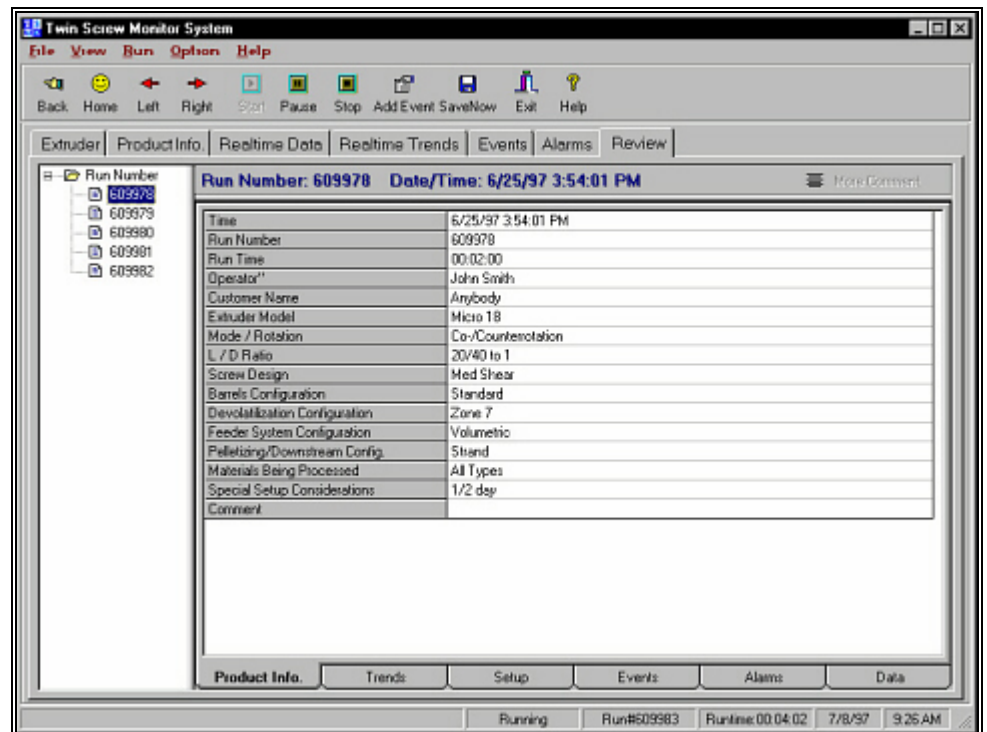 Twin Screw Monitor System
File View Run Option Help
Back Home Left Right Start Pause Stop Add Event SaveNow Exit Help
Extruder Product Info. Realtime Data Realtime Trends Events Alarms Review
Run Number
609978
609979
609980
609981
609982
Run Number: 609978 Date/Time: 6/25/97 3:54:01 PM More Comment
Time 6/25/97 3:54:01 PM
Run Number 609978
Run Time 00:02:00
Operator'' John Smith
Customer Name Anybody
Extruder Model Micro 18
Mode / Rotation Co-/Counterrotation
L / D Ratio 20/40 to 1
Screw Design Med Shear
Barrels Configuration Standard
Devolatilization Configuration Zone 7
Feeder System Configuration Volumetric
Pelletizing/Downstream Config. Strand
Materials Being Processed All Types
Special Setup Considerations 1/2 day
Comment
Product Info. Trends Setup Events Alarms Data
Running Run#609983 Runtime:00:04:02 7/8/97 9:26 AM